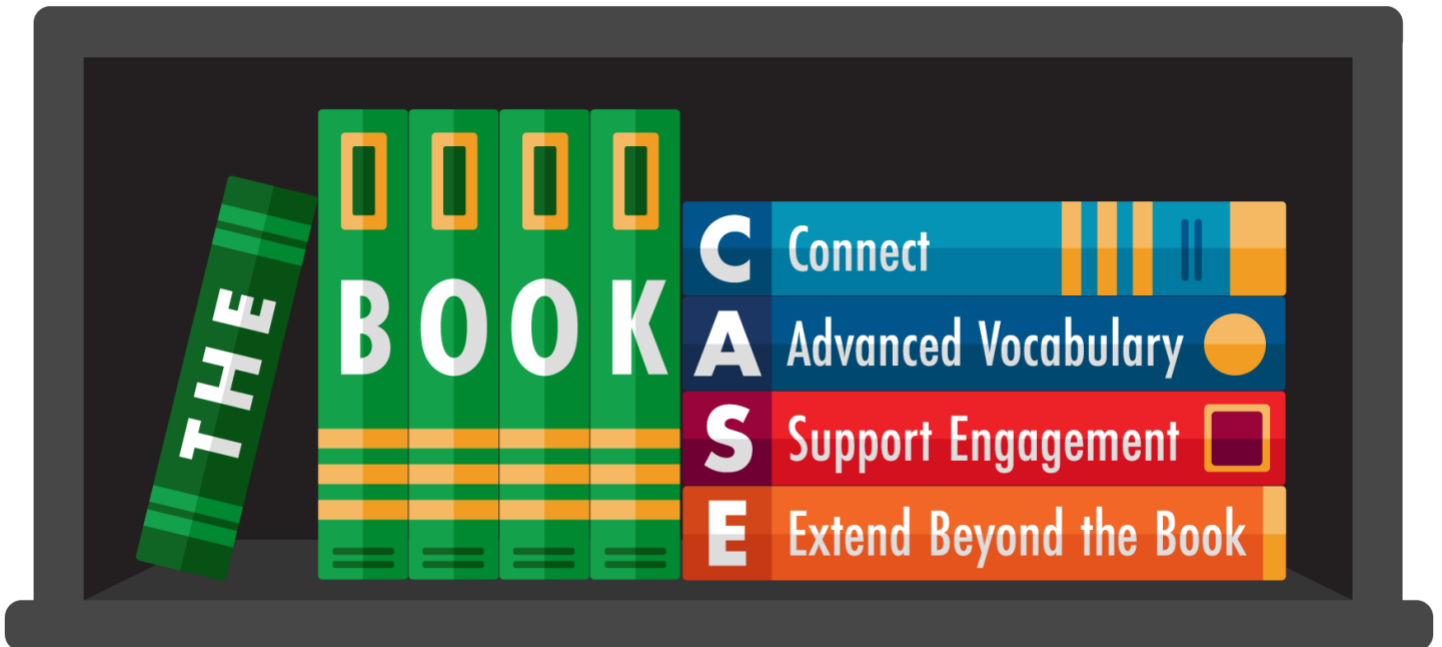 THE
BOOK
C Connect
A Advanced Vocabulary
S Support Engagement
E Extend Beyond the Book